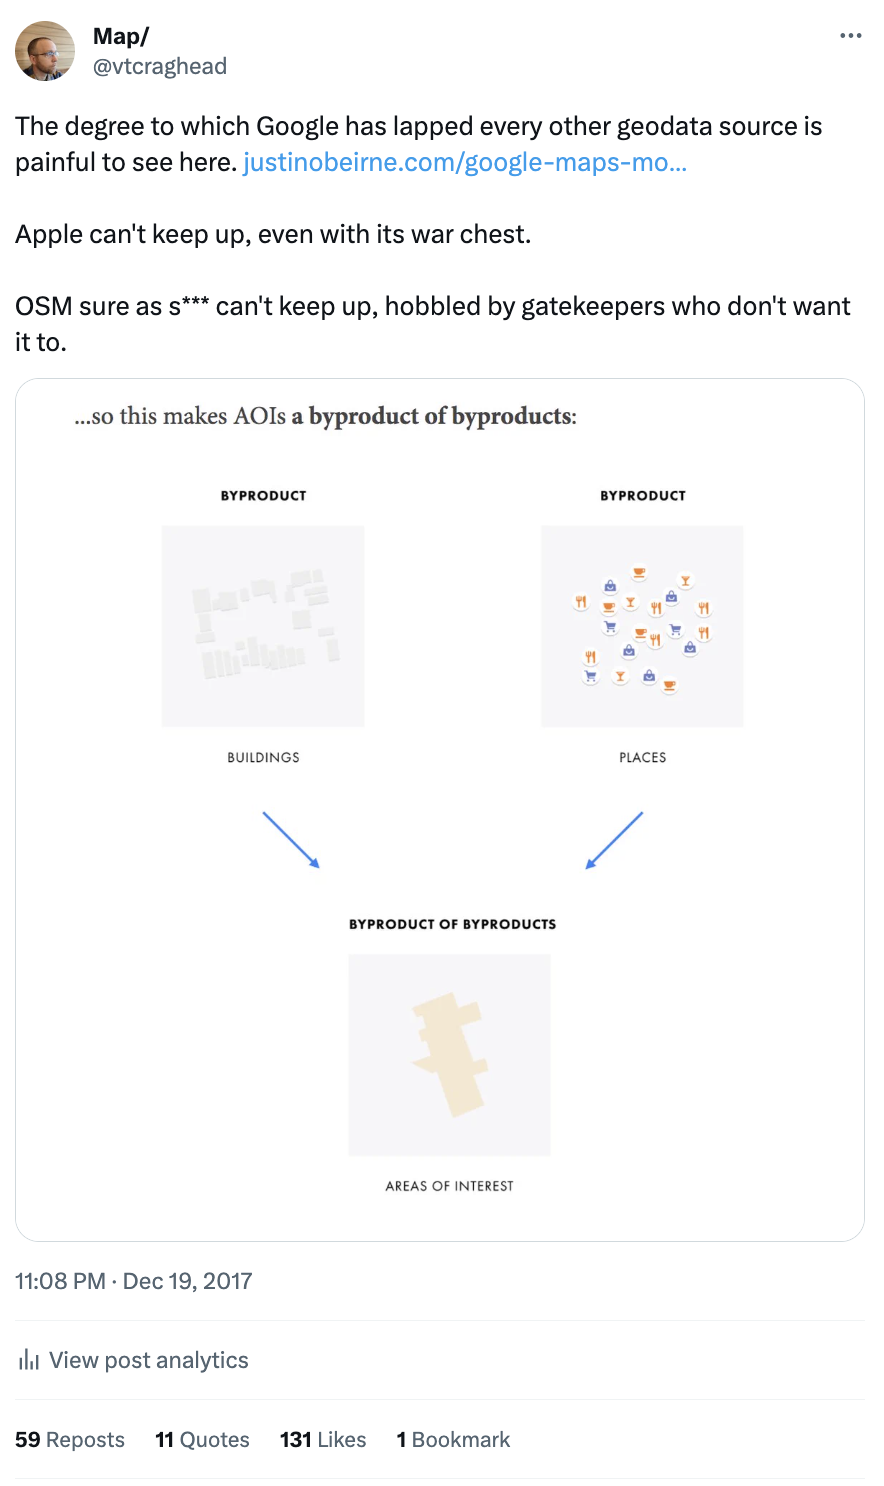 Map/
@vtcraghead
The degree to which Google has lapped every other geodata source is
painful to see here. justinobeirne.com/google-maps-mo...
Apple can't keep up, even with its war chest.
OSM sure as s*** can't keep up, hobbled by gatekeepers who don't want
it to.
...so this makes AOIs a byproduct of byproducts:
BYPRODUCT BYPRODUCT
BUILDINGS PLACES
BYPRODUCT OF BYPRODUCTS
AREAS OF INTEREST
11:08 PM · Dec 19, 2017
View post analytics
59 Reposts 11 Quotes 131 Likes 1 Bookmark